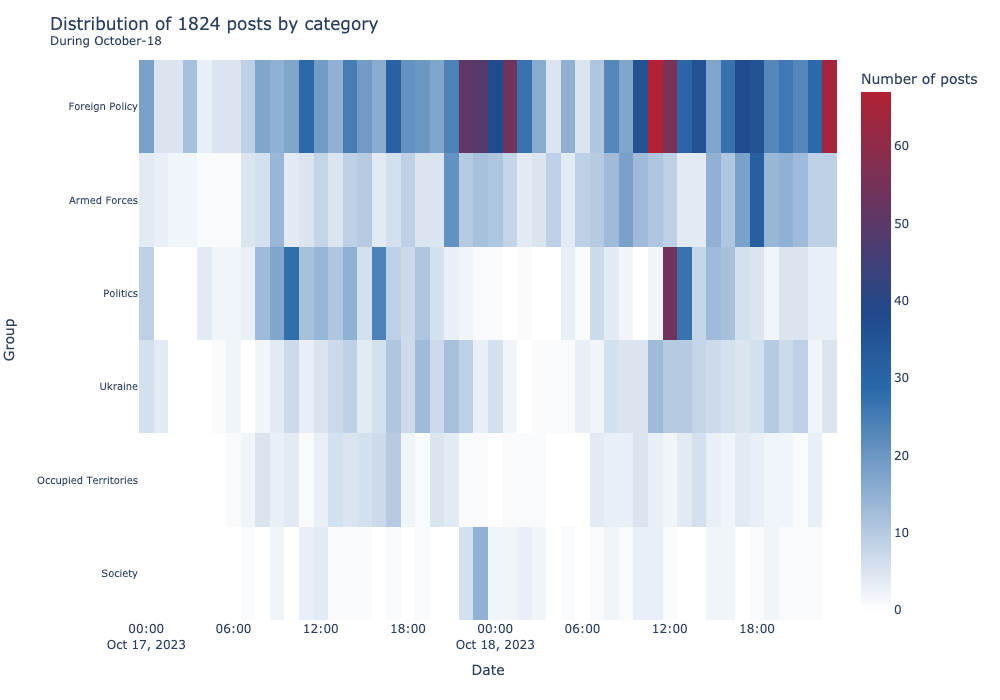 Distribution of 1824 posts by category
During October-18
Number of posts
60
50
40
30
20
10
0
Group
Foreign Policy
Armed Forces
Politics
Ukraine
Occupied Territories
Society
00:00 06:00 12:00 18:00 00:00 06:00 12:00 18:00
Oct 17, 2023 Oct 18, 2023
Date